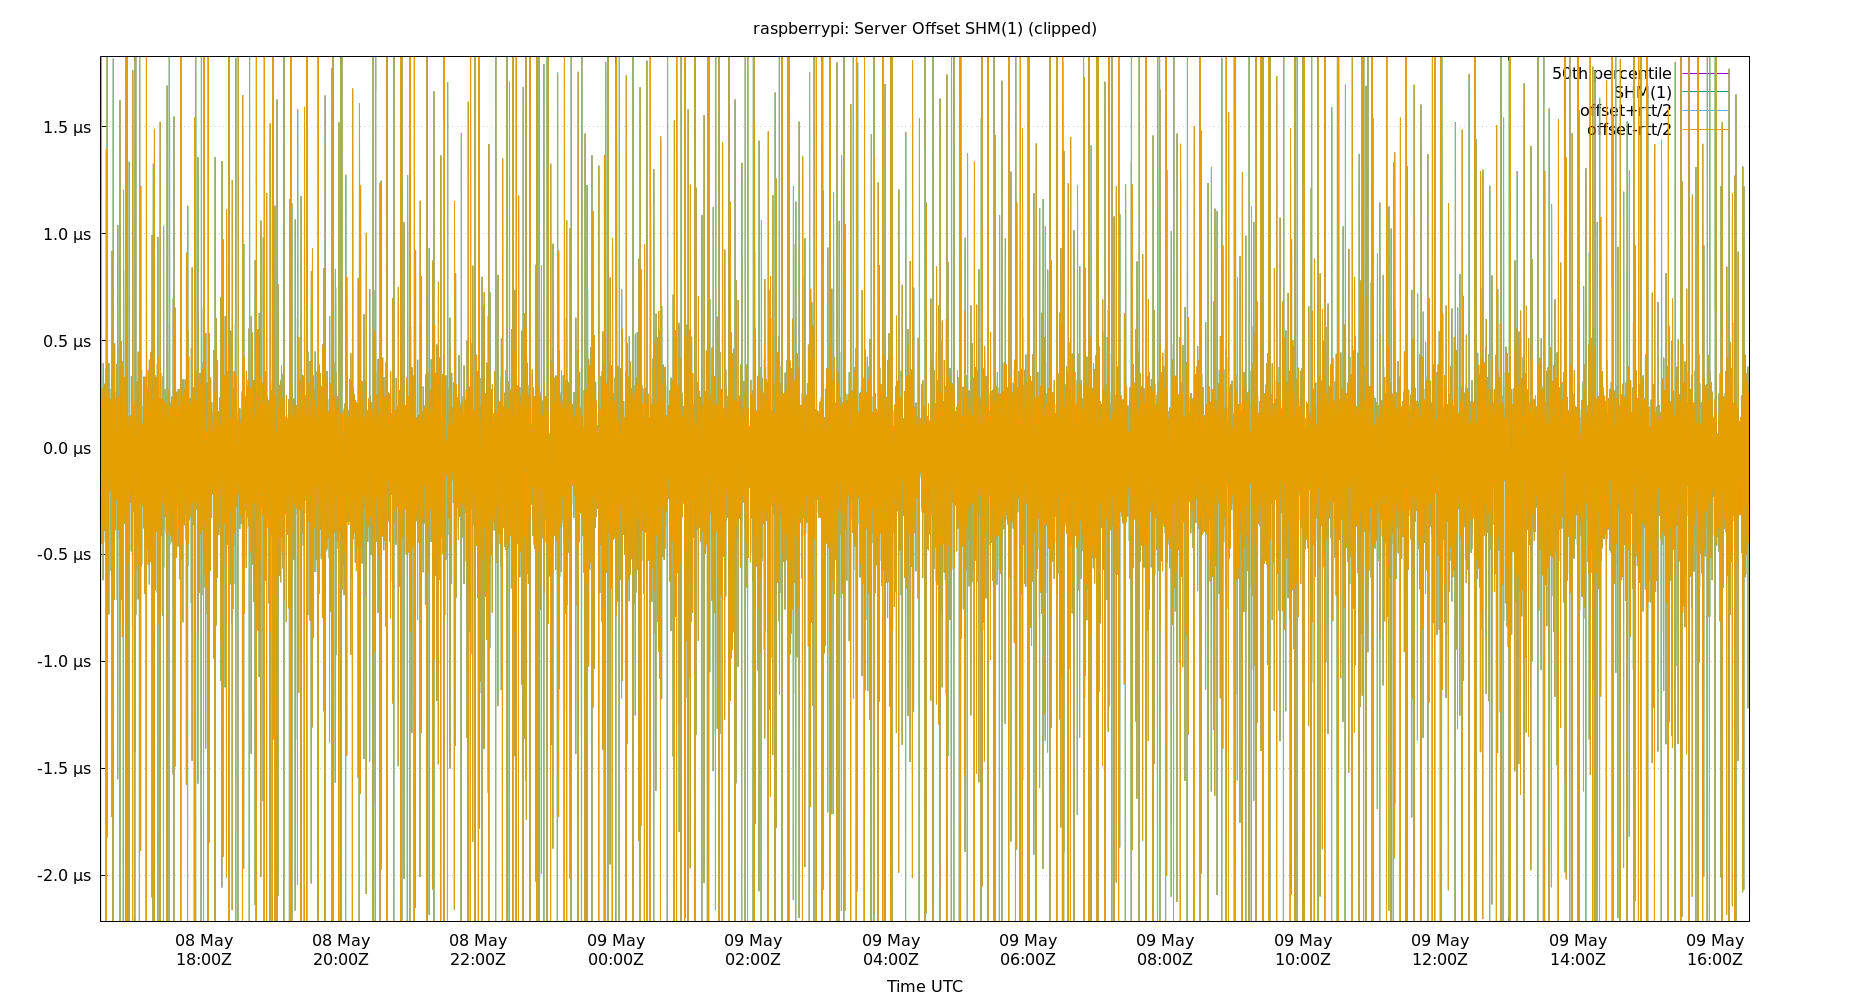 raspberrypi: Server Offset SHM(1) (clipped)
50th percentile
SHM(1)
offset+rtt/2
offset-rtt/2
1.5 µs
1.0 µs
0.5 µs
0.0 µs
-0.5 µs
-1.0 µs
-1.5 µs
-2.0 µs
08 May 08 May 08 May 09 May 09 May 09 May 09 May 09 May 09 May 09 May 09 May 09 May
18:00Z 20:00Z 22:00Z 00:00Z 02:00Z 04:00Z 06:00Z 08:00Z 10:00Z 12:00Z 14:00Z 16:00Z
Time UTC